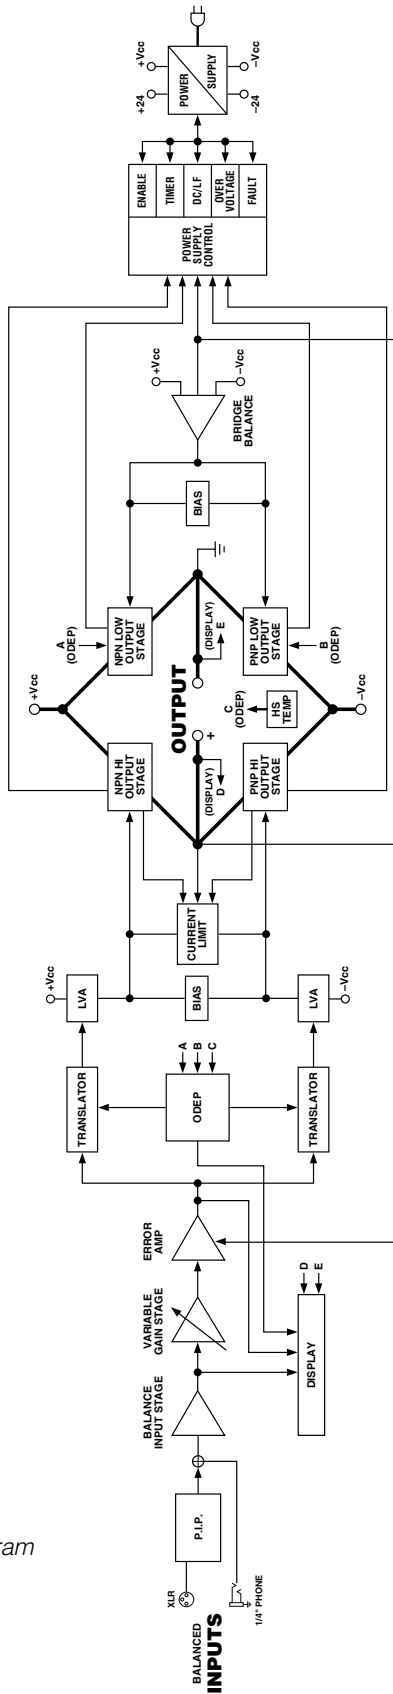 BALANCED
INPUTS
XLR
1/4" PHONE
P.I.P.
BALANCE
INPUT STAGE
VARIABLE
GAIN STAGE
ERROR
AMP
DISPLAY
D
E
TRANSLATOR
ODEP
A
B
C
TRANSLATOR
+Vcc
LVA
BIAS
LVA
–Vcc
CURRENT
LIMIT
+Vcc
NPN HI
OUTPUT
STAGE
(DISPLAY)
D
+
OUTPUT
PNP HI
OUTPUT
STAGE
–Vcc
HS
TEMP
C
(ODEP)
A
(ODEP)
NPN LOW
OUTPUT
STAGE
(DISPLAY)
E
PNP LOW
OUTPUT
STAGE
B
(ODEP)
BIAS
BRIDGE
BALANCE
+Vcc
–Vcc
POWER
SUPPLY
CONTROL
ENABLE
TIMER
DC/LF
OVER
VOLTAGE
FAULT
POWER
SUPPLY
+24
+Vcc
–24
–Vcc
ram